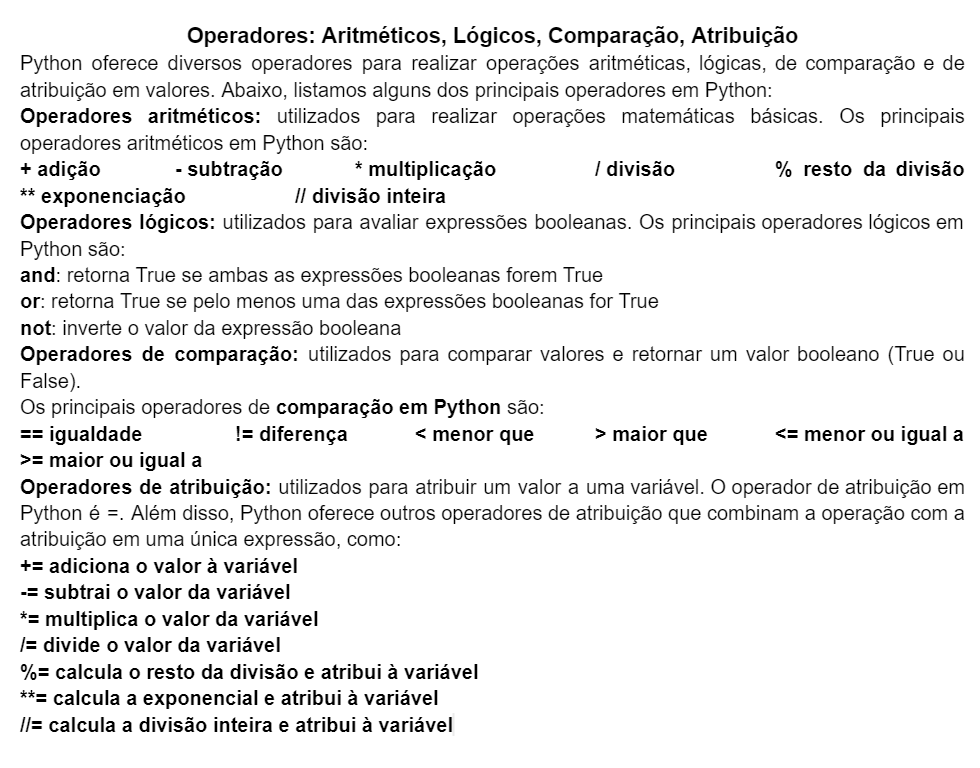 Operadores: Aritméticos, Lógicos, Comparação, Atribuição
Python oferece diversos operadores para realizar operações aritméticas, lógicas, de comparação e de
atribuição em valores. Abaixo, listamos alguns dos principais operadores em Python:
Operadores aritméticos: utilizados para realizar operações matemáticas básicas. Os principais
operadores aritméticos em Python são:
+ adição - subtração * multiplicação / divisão % resto da divisão
** exponenciação // divisão inteira
Operadores lógicos: utilizados para avaliar expressões booleanas. Os principais operadores lógicos em
Python são:
and: retorna True se ambas as expressões booleanas forem True
or: retorna True se pelo menos uma das expressões booleanas for True
not: inverte o valor da expressão booleana
Operadores de comparação: utilizados para comparar valores e retornar um valor booleano (True ou
False).
Os principais operadores de comparação em Python são:
== igualdade != diferença < menor que > maior que <= menor ou igual a
>= maior ou igual a
Operadores de atribuição: utilizados para atribuir um valor a uma variável. O operador de atribuição em
Python é =. Além disso, Python oferece outros operadores de atribuição que combinam a operação com a
atribuição em uma única expressão, como:
+= adiciona o valor à variável
-= subtrai o valor da variável
*= multiplica o valor da variável
/= divide o valor da variável
%= calcula o resto da divisão e atribui à variável
**= calcula a exponencial e atribui à variável
//= calcula a divisão inteira e atribui à variável